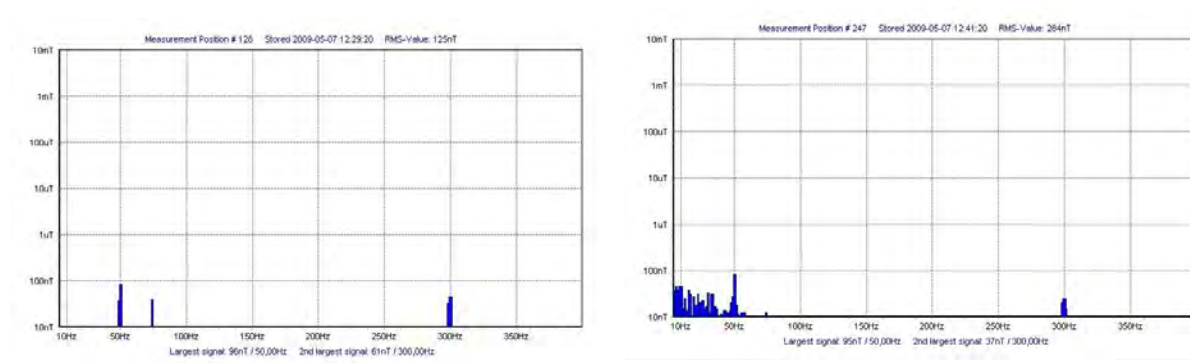 Measurement Position # 126 Stored 2009-05-07 12:29:20 RMS-Value: 125nT
10mT
1mT
100uT
10uT
1uT
100nT
10nT
10Hz 50Hz 100Hz 150Hz 200Hz 250Hz 300Hz 350Hz
Largest signal: 96nT / 50,00Hz 2nd largest signal: 61nT / 300,00Hz
Measurement Position # 247 Stored 2009-05-07 12:41:20 RMS-Value: 284nT
10mT
1mT
100uT
10uT
1uT
100nT
10nT
10Hz 50Hz 100Hz 150Hz 200Hz 250Hz 300Hz 350Hz
Largest signal: 95nT / 50,00Hz 2nd largest signal: 37nT / 300,00Hz